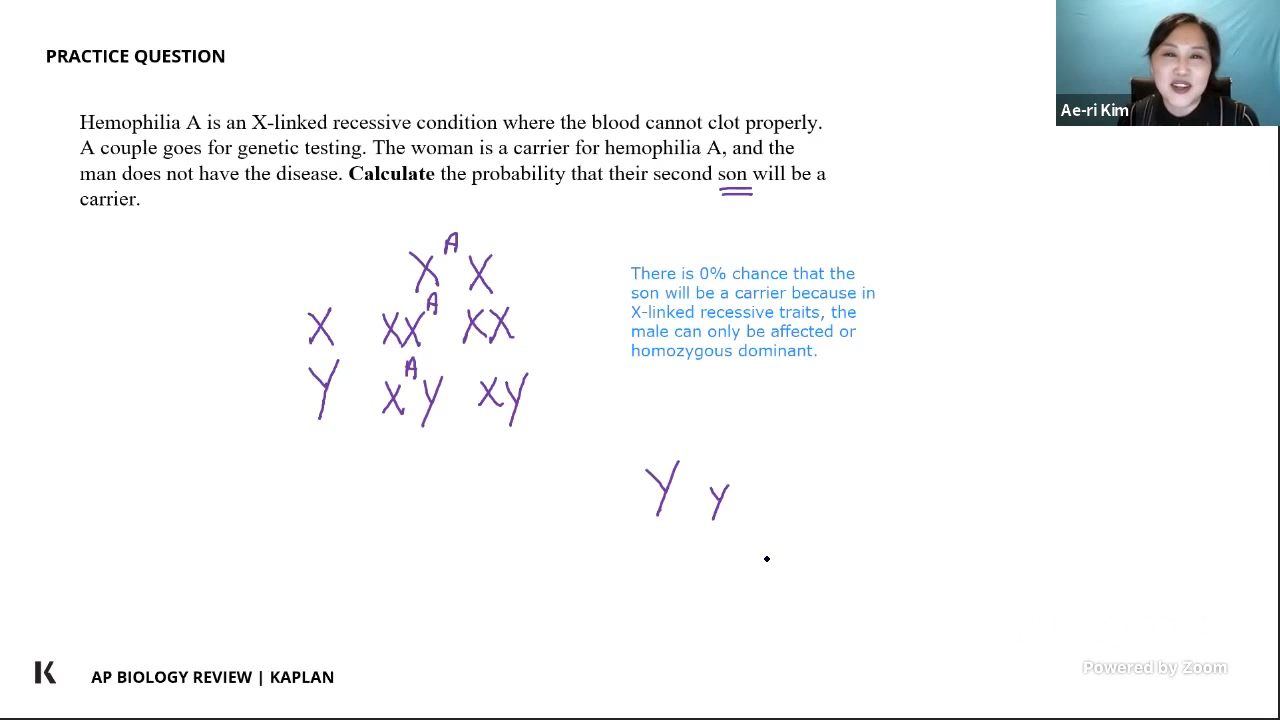 PRACTICE QUESTION
Ae-ri Kim
Hemophilia A is an X-linked recessive condition where the blood cannot clot properly.
A couple goes for genetic testing. The woman is a carrier for hemophilia A, and the
man does not have the disease. Calculate the probability that their second son will be a
carrier.
X^A X
X XX^A XX
Y X^AY XY
There is 0% chance that the
son will be a carrier because in
X-linked recessive traits, the
male can only be affected or
homozygous dominant.
Y y
K AP BIOLOGY REVIEW | KAPLAN
Powered by Zoom